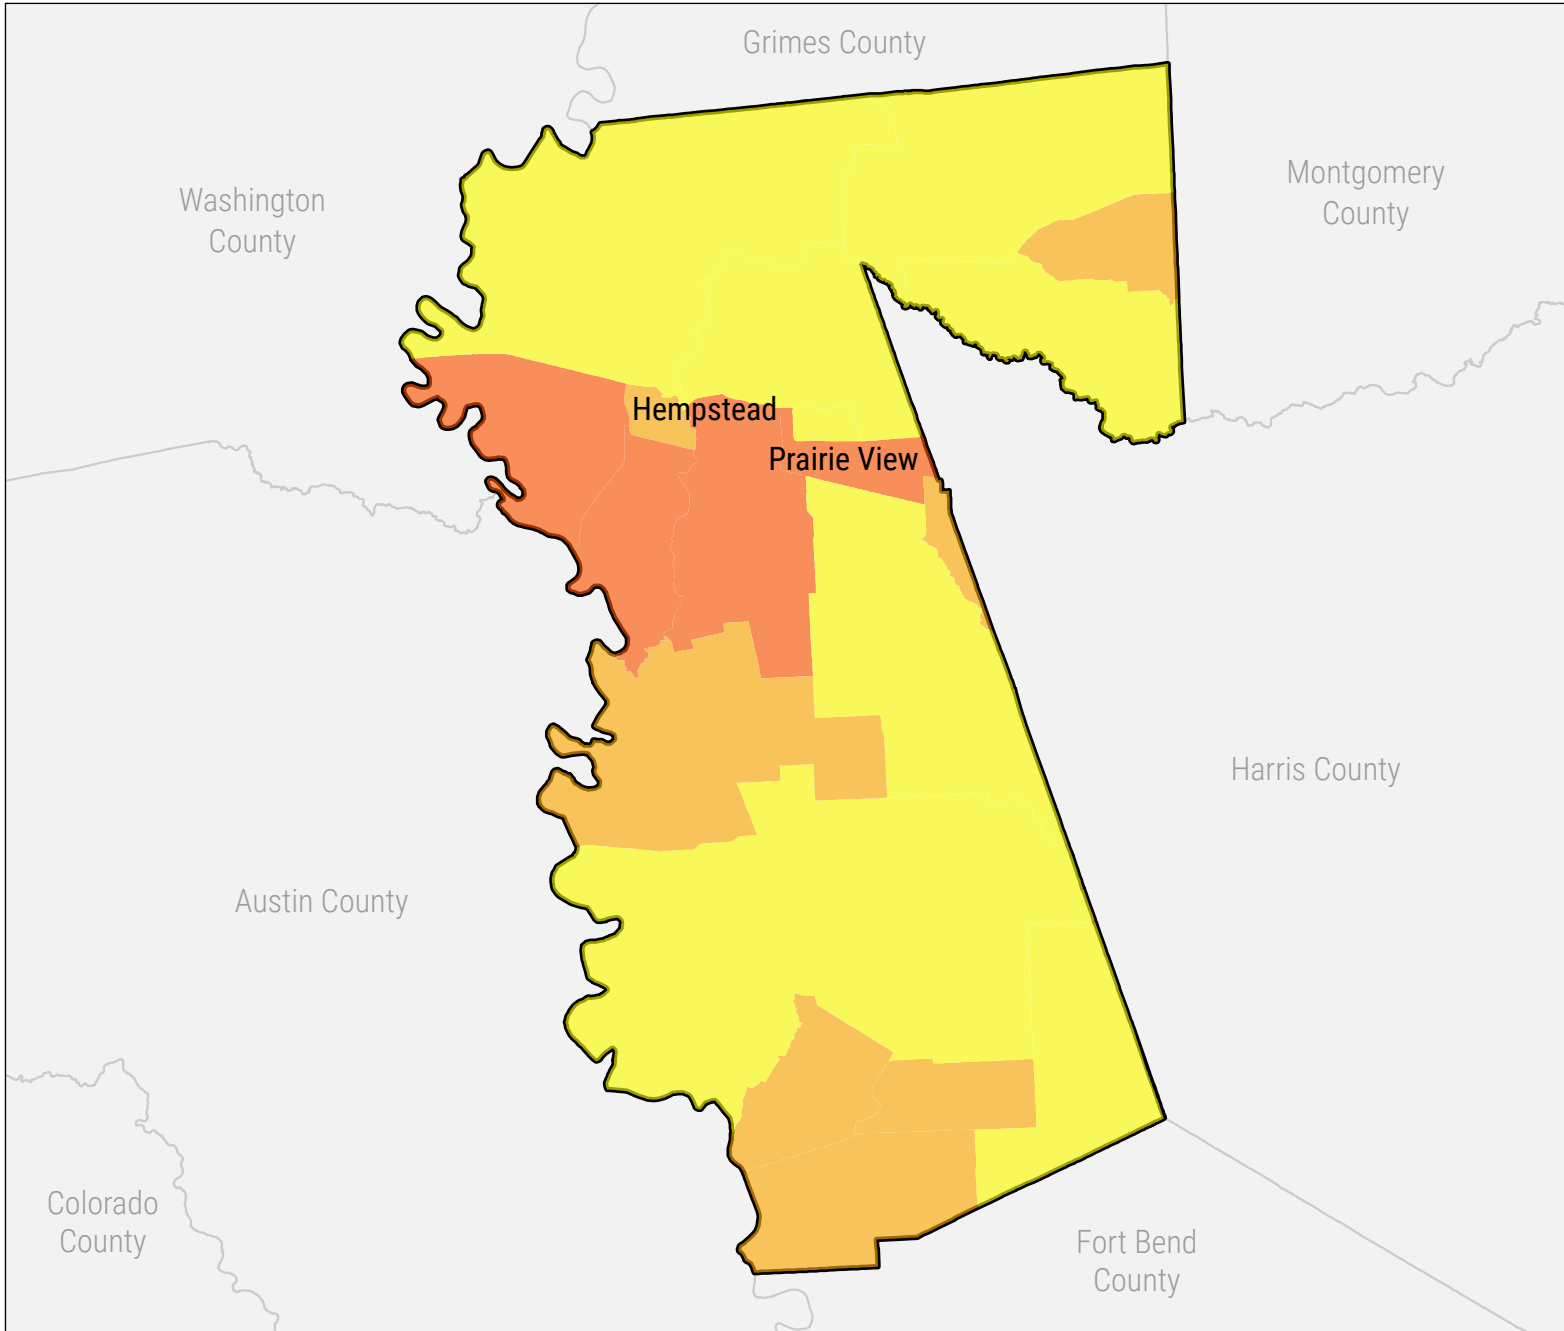 Grimes County
Montgomery
County
Washington
County
Hempstead
Prairie View
Harris County
Austin County
Colorado
County
Fort Bend
County